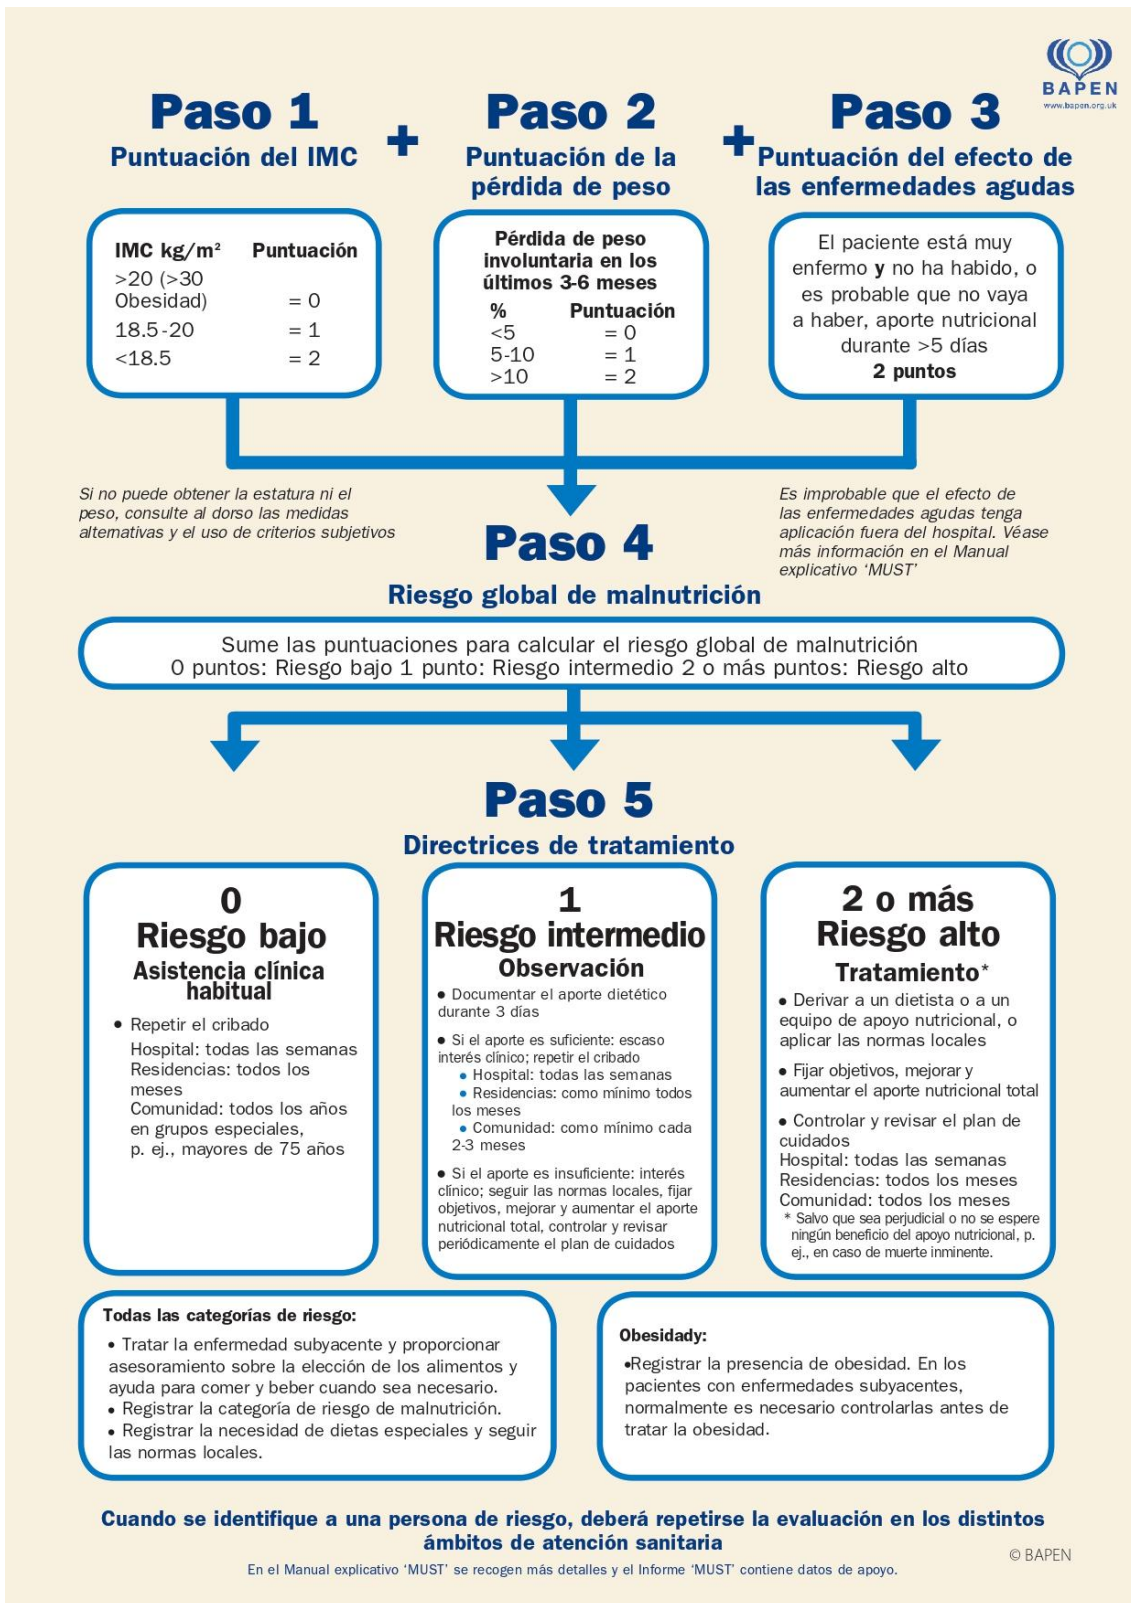 BAPEN
www.bapen.org.uk
Paso 1
Puntuación del IMC
+
Paso 2
Puntuación de la
pérdida de peso
+
Paso 3
Puntuación del efecto de
las enfermedades agudas
IMC kg/m² Puntuación
>20 (>30
Obesidad) = 0
18.5-20 = 1
<18.5 = 2
Pérdida de peso
involuntaria en los
últimos 3-6 meses
% Puntuación
<5 = 0
5-10 = 1
>10 = 2
El paciente está muy
enfermo y no ha habido, o
es probable que no vaya
a haber, aporte nutricional
durante >5 días
2 puntos
Si no puede obtener la estatura ni el
peso, consulte al dorso las medidas
alternativas y el uso de criterios subjetivos
Es improbable que el efecto de
las enfermedades agudas tenga
aplicación fuera del hospital. Véase
más información en el Manual
explicativo ‘MUST’
Paso 4
Riesgo global de malnutrición
Sume las puntuaciones para calcular el riesgo global de malnutrición
0 puntos: Riesgo bajo 1 punto: Riesgo intermedio 2 o más puntos: Riesgo alto
Paso 5
Directrices de tratamiento
0
Riesgo bajo
Asistencia clínica
habitual
• Repetir el cribado
Hospital: todas las semanas
Residencias: todos los
meses
Comunidad: todos los años
en grupos especiales,
p. ej., mayores de 75 años
1
Riesgo intermedio
Observación
• Documentar el aporte dietético
durante 3 días
• Si el aporte es suficiente: escaso
interés clínico; repetir el cribado
• Hospital: todas las semanas
• Residencias: como mínimo todos
los meses
• Comunidad: como mínimo cada
2-3 meses
• Si el aporte es insuficiente: interés
clínico; seguir las normas locales, fijar
objetivos, mejorar y aumentar el aporte
nutricional total, controlar y revisar
periódicamente el plan de cuidados
2 o más
Riesgo alto
Tratamiento*
• Derivar a un dietista o a un
equipo de apoyo nutricional, o
aplicar las normas locales
• Fijar objetivos, mejorar y
aumentar el aporte nutricional total
• Controlar y revisar el plan de
cuidados
Hospital: todas las semanas
Residencias: todos los meses
Comunidad: todos los meses
* Salvo que sea perjudicial o no se espere
ningún beneficio del apoyo nutricional, p.
ej., en caso de muerte inminente.
Todas las categorías de riesgo:
• Tratar la enfermedad subyacente y proporcionar
asesoramiento sobre la elección de los alimentos y
ayuda para comer y beber cuando sea necesario.
• Registrar la categoría de riesgo de malnutrición.
• Registrar la necesidad de dietas especiales y seguir
las normas locales.
Obesidady:
•Registrar la presencia de obesidad. En los
pacientes con enfermedades subyacentes,
normalmente es necesario controlarlas antes de
tratar la obesidad.
Cuando se identifique a una persona de riesgo, deberá repetirse la evaluación en los distintos
ámbitos de atención sanitaria
© BAPEN
En el Manual explicativo ‘MUST’ se recogen más detalles y el Informe ‘MUST’ contiene datos de apoyo.